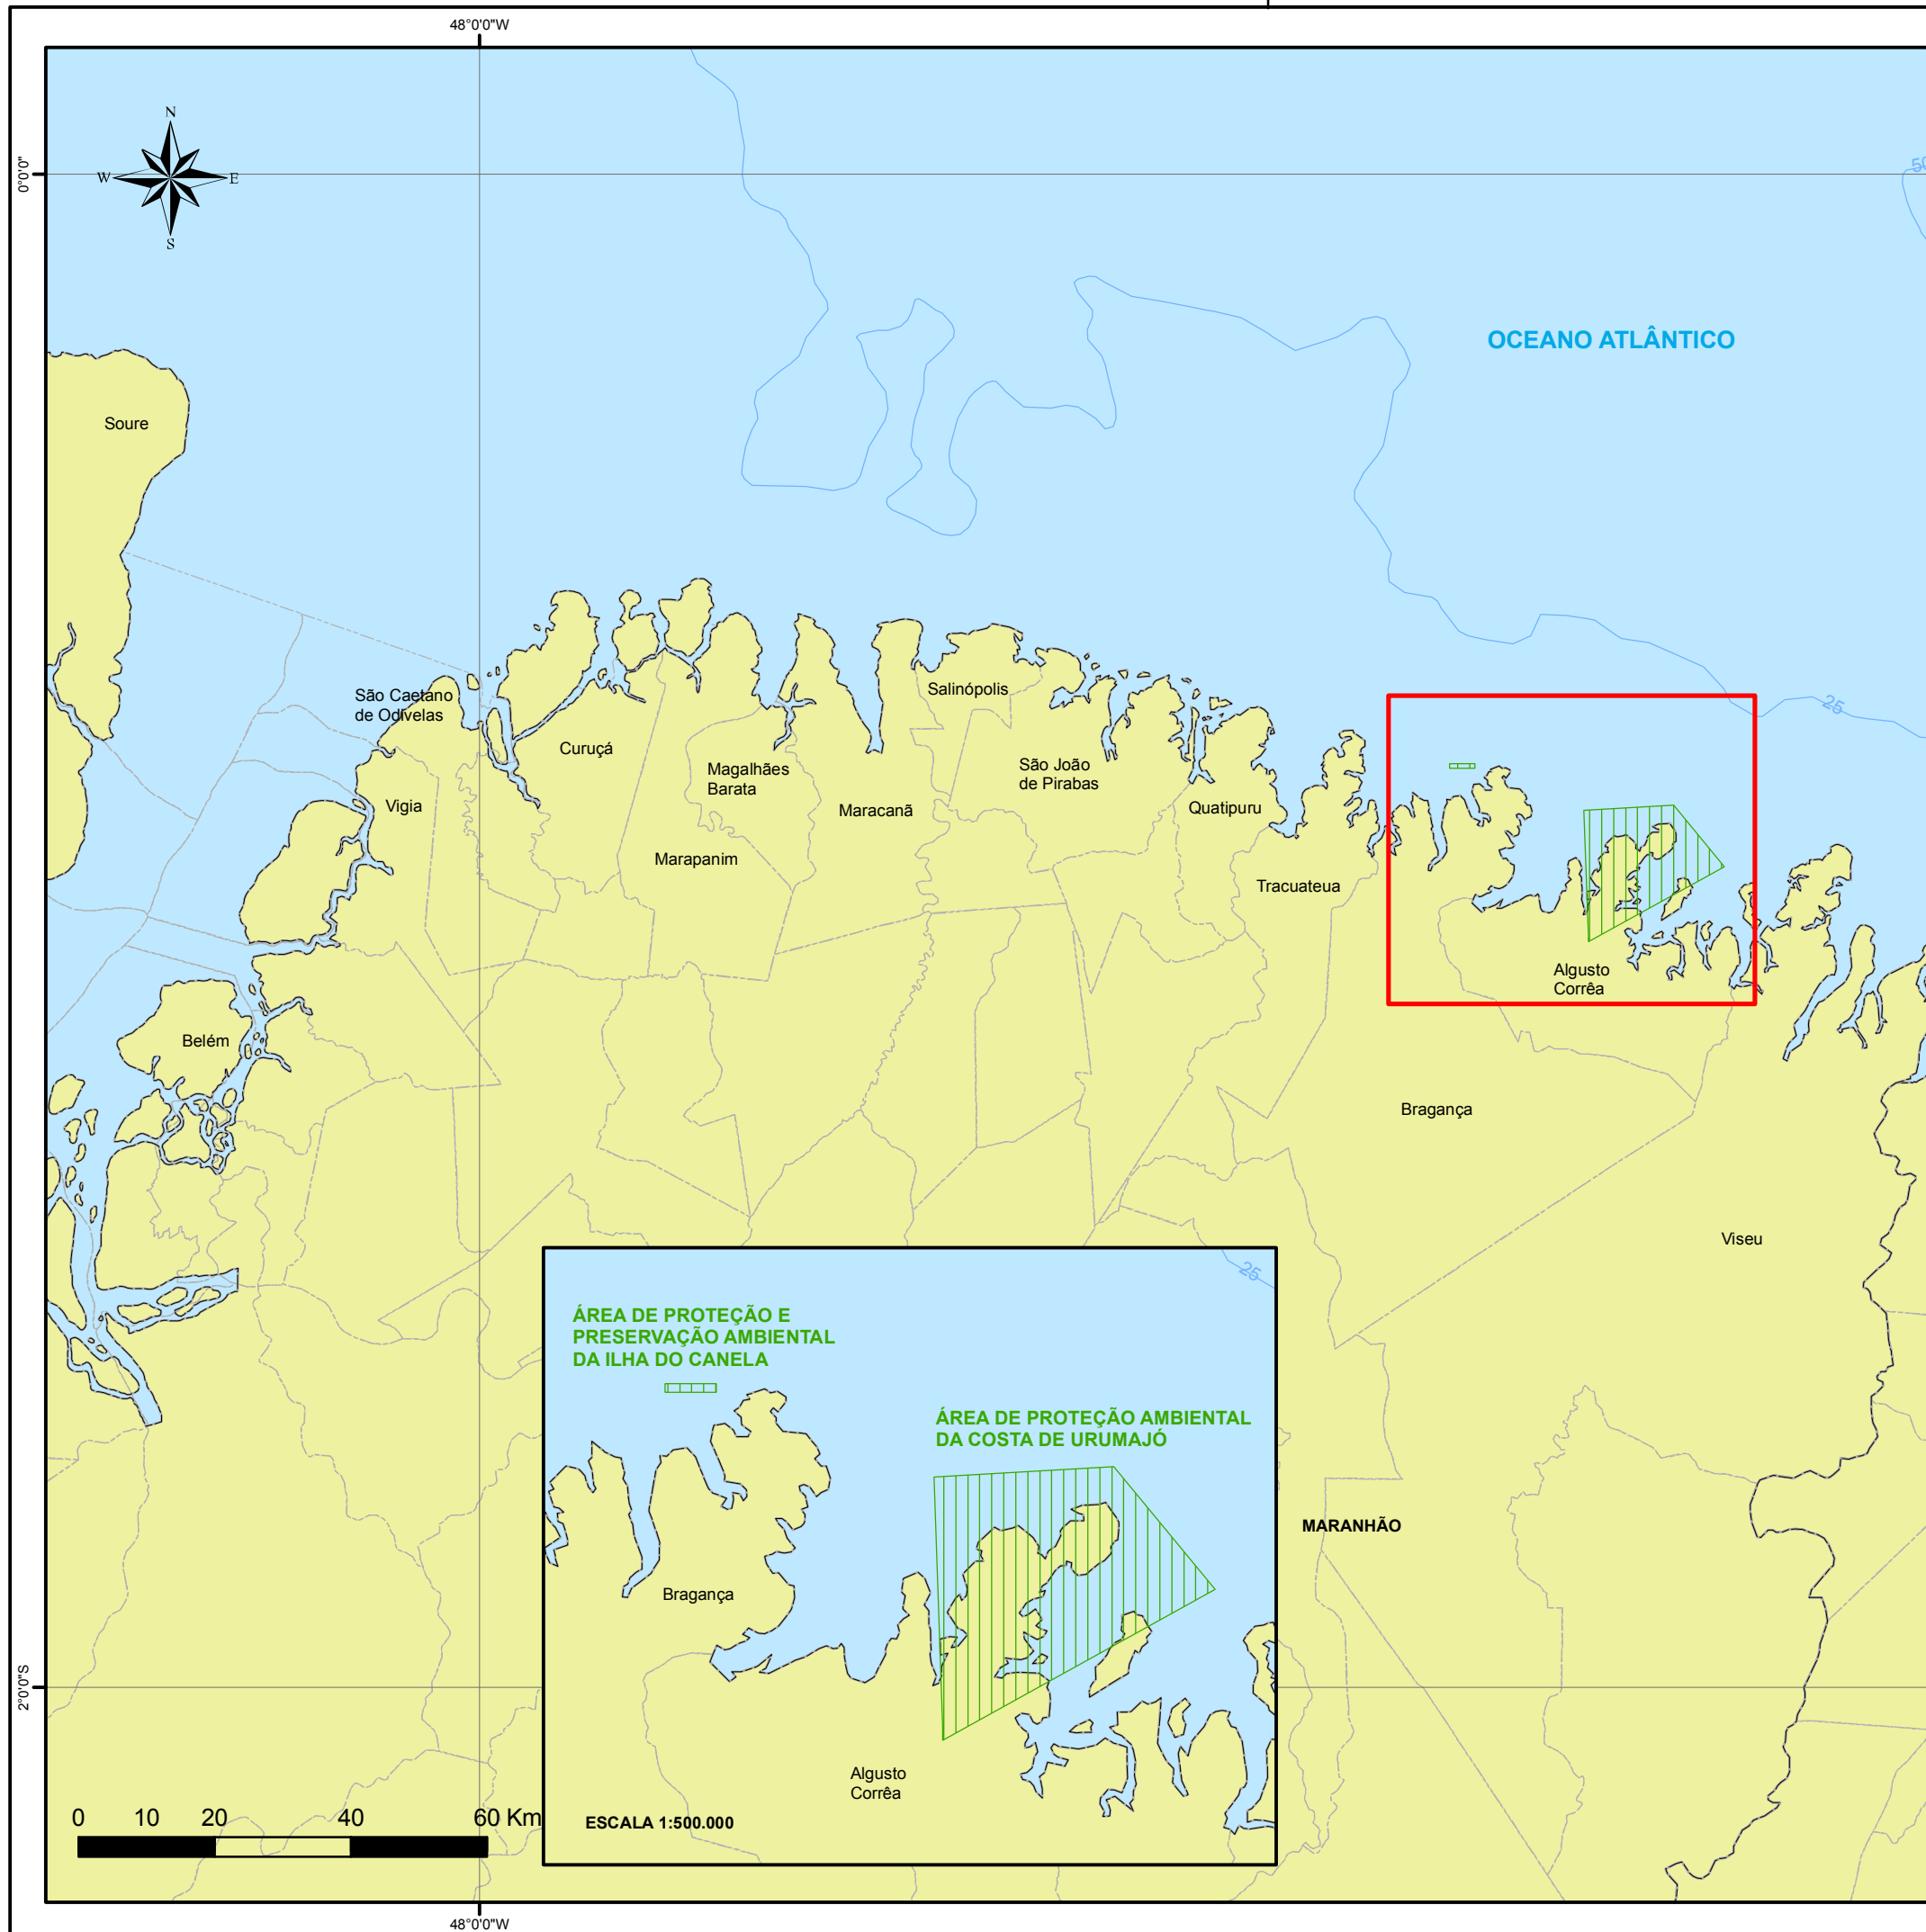 48°0'0"W
N
0°0'0"
W
E
S
50
OCEANO ATLÂNTICO
Soure
São Caetano
de Odivelas
Salinópolis
25
Curuçá
São João
de Pirabas
Magalhães
Barata
Vigia
Maracanã
Quatipuru
Marapanim
Tracuateua
Algusto
Corrêa
Belém
Bragança
Viseu
25
ÁREA DE PROTEÇÃO E
PRESERVAÇÃO AMBIENTAL
DA ILHA DO CANELA
ÁREA DE PROTEÇÃO AMBIENTAL
DA COSTA DE URUMAJÓ
MARANHÃO
Bragança
2°0'0"S
Algusto
Corrêa
0 10 20 40 60 Km
ESCALA 1:500.000
48°0'0"W